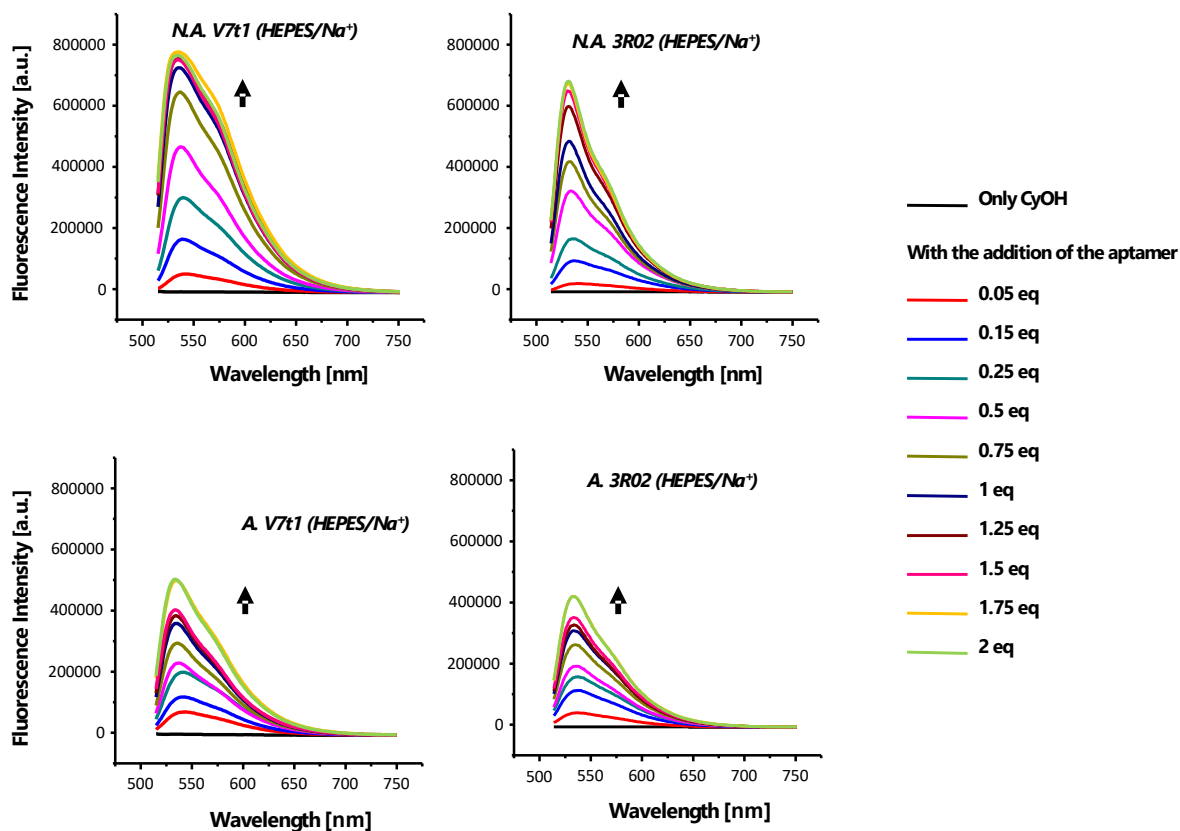 N.A. V7t1 (HEPES/Na⁺)
Fluorescence Intensity [a.u.]
800000
600000
400000
200000
0
500 550 600 650 700 750
Wavelength [nm]
N.A. 3R02 (HEPES/Na⁺)
800000
600000
400000
200000
0
500 550 600 650 700 750
Wavelength [nm]
Only CyOH
With the addition of the aptamer
0.05 eq
0.15 eq
0.25 eq
0.5 eq
0.75 eq
1 eq
1.25 eq
1.5 eq
1.75 eq
2 eq
A. V7t1 (HEPES/Na⁺)
Fluorescence Intensity [a.u.]
800000
600000
400000
200000
0
500 550 600 650 700 750
Wavelength [nm]
A. 3R02 (HEPES/Na⁺)
800000
600000
400000
200000
0
500 550 600 650 700 750
Wavelength [nm]